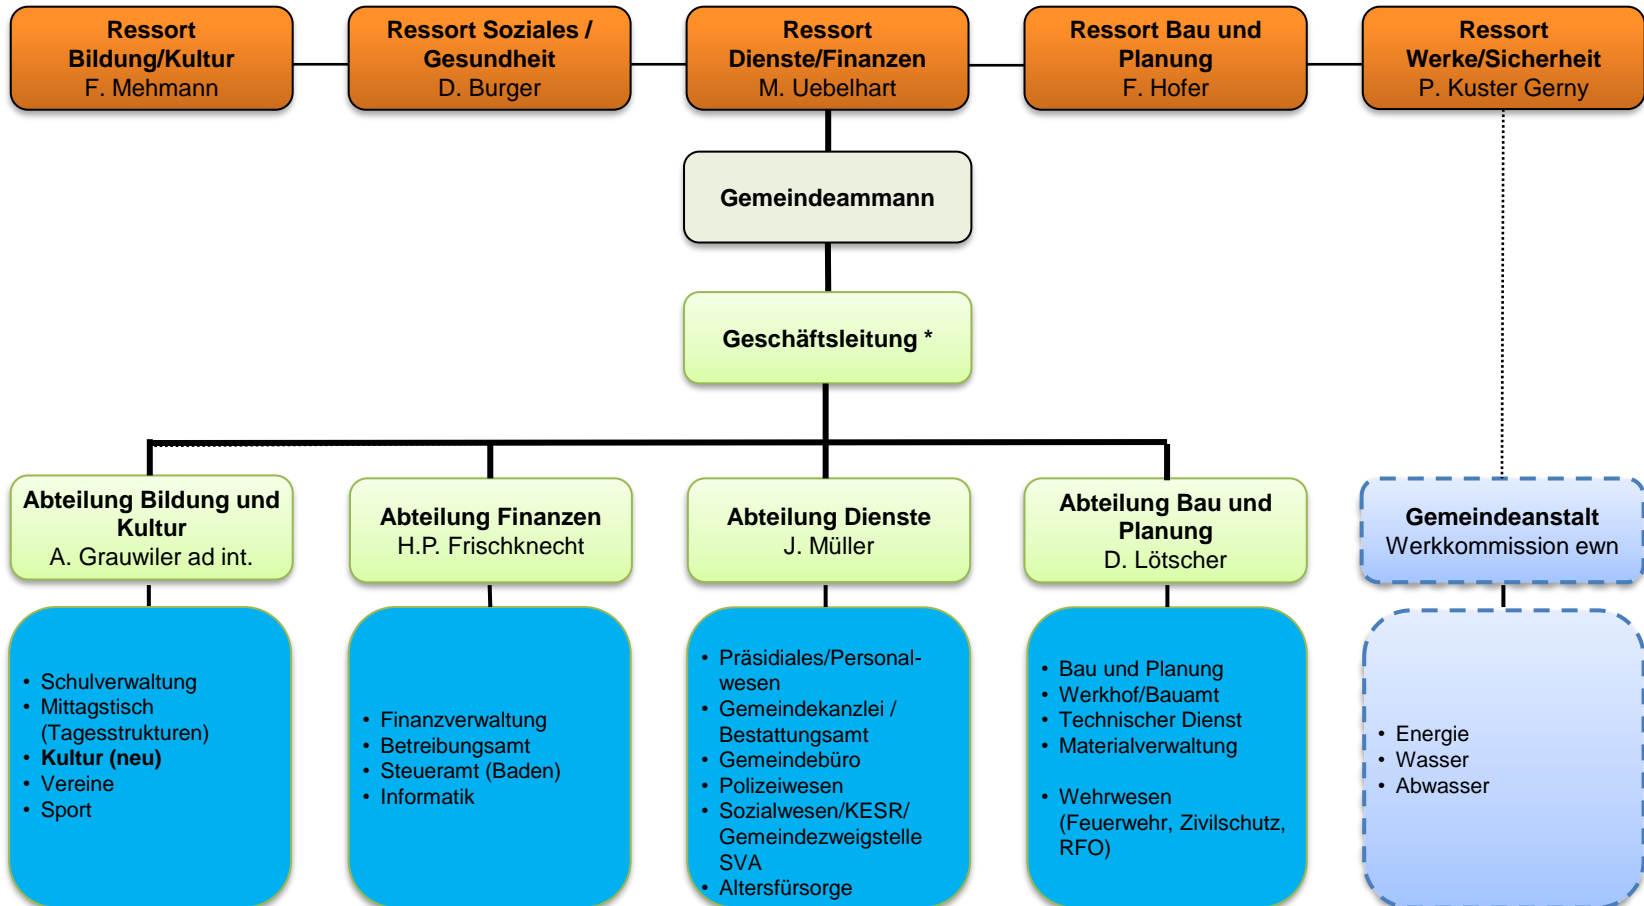 Ressort
Bildung/Kultur
F. Mehmann
Ressort Soziales /
Gesundheit
D. Burger
Ressort
Dienste/Finanzen
M. Uebelhart
Ressort Bau und
Planung
F. Hofer
Ressort
Werke/Sicherheit
P. Kuster Gerny
Gemeindeammann
Geschäftsleitung *
Abteilung Bildung und
Kultur
A. Grauwiler ad int.
Abteilung Finanzen
H.P. Frischknecht
Abteilung Dienste
J. Müller
Abteilung Bau und
Planung
D. Lötscher
Gemeindeanstalt
Werkkommission ewn
• Schulverwaltung
• Mittagstisch
(Tagesstrukturen)
• Kultur (neu)
• Vereine
• Sport
• Finanzverwaltung
• Betreibungsamt
• Steueramt (Baden)
• Informatik
• Präsidiales/Personal-
wesen
• Gemeindekanzlei /
Bestattungsamt
• Gemeindebüro
• Polizeiwesen
• Sozialwesen/KESR/
Gemeindezweigstelle
SVA
• Altersfürsorge
• Bau und Planung
• Werkhof/Bauamt
• Technischer Dienst
• Materialverwaltung
• Wehrwesen
(Feuerwehr, Zivilschutz,
RFO)
• Energie
• Wasser
• Abwasser